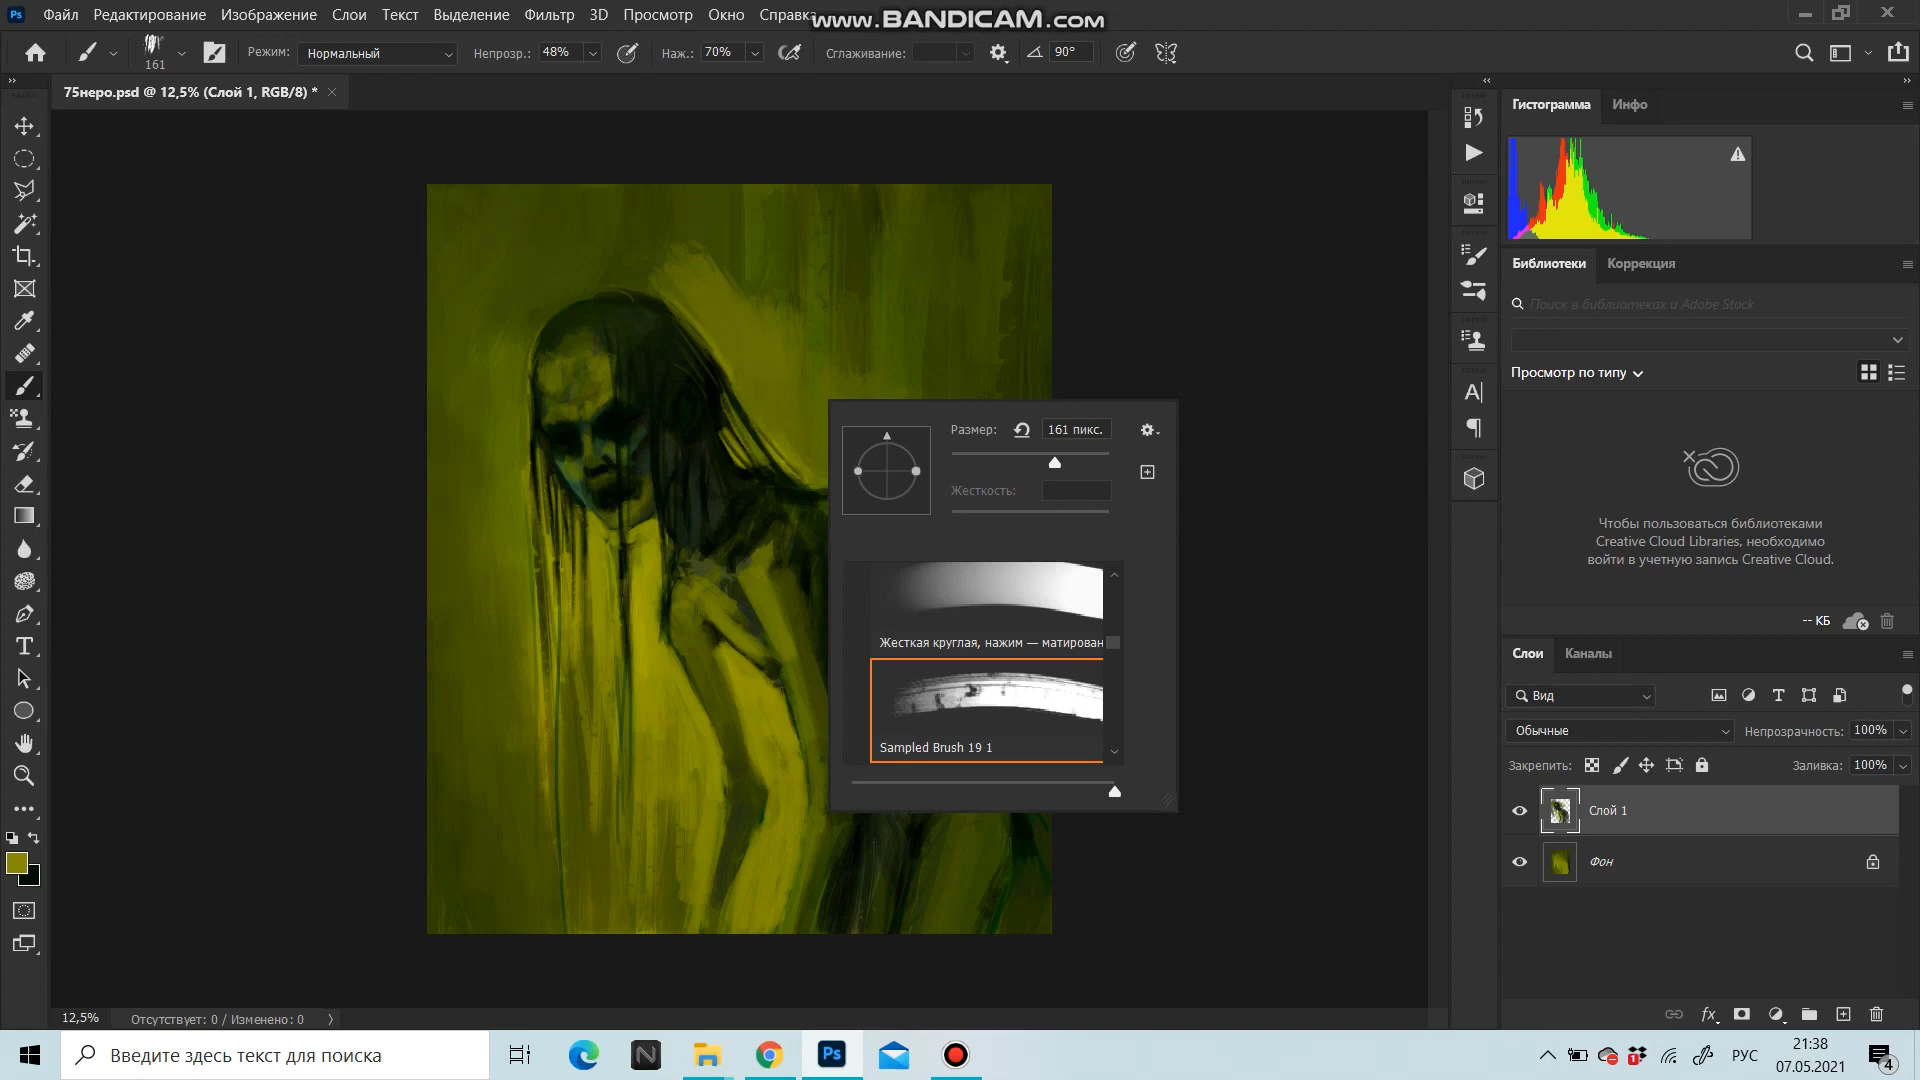 Ps Файл Редактирование Изображение Слои Текст Выделение Фильтр 3D Просмотр Окно Справка
www.BANDICAM.com
161
Режим: Нормальный Непрозр.: 48% Наж.: 70% Сглаживание: 90°
75неро.psd @ 12,5% (Слой 1, RGB/8) *
Гистограмма Инфо
Библиотеки Коррекция
Поиск в библиотеках и Adobe Stock
Просмотр по типу
Чтобы пользоваться библиотеками
Creative Cloud Libraries, необходимо
войти в учетную запись Creative Cloud.
-- КБ
Размер: 161 пикс.
Жесткость:
Жесткая круглая, нажим — матирован
Sampled Brush 19 1
Слои Каналы
Вид
Обычные Непрозрачность: 100%
Закрепить: Заливка: 100%
Слой 1
Фон
fx
12,5% Отсутствует: 0 / Изменено: 0
Введите здесь текст для поиска
N
Ps
1
РУС
21:38
07.05.2021
4